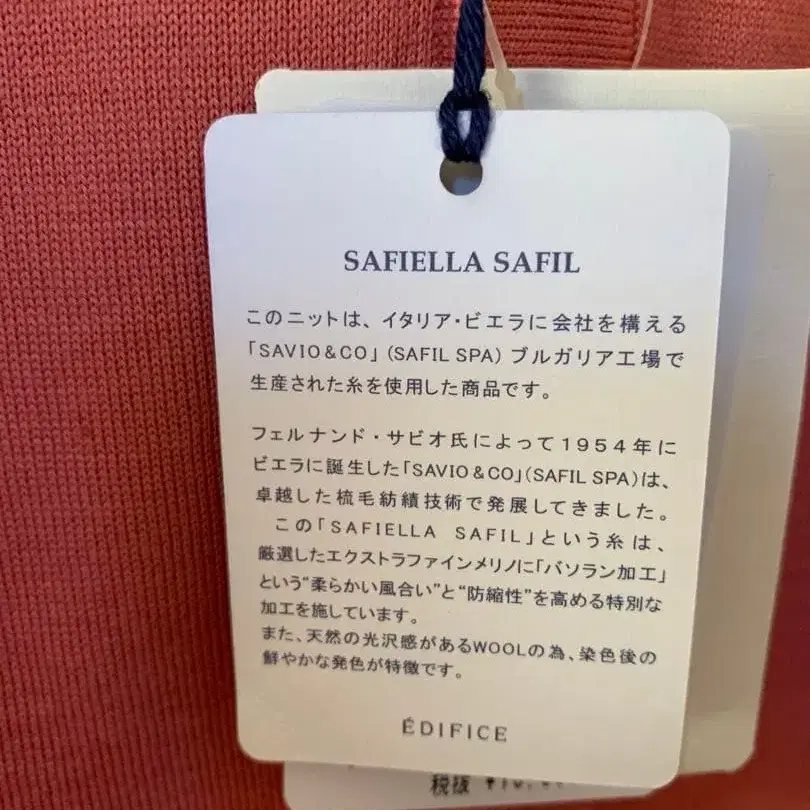 SAFIELLA SAFIL
このニットは、イタリア・ビエラに会社を構える
「SAVIO&CO」(SAFIL SPA) ブルガリア工場で
生産された糸を使用した商品です。
フェルナンド・サビオ氏によって1954年に
ビエラに誕生した「SAVIO&CO」(SAFIL SPA)は、
卓越した梳毛紡績技術で発展してきました。
この「SAFIELLA SAFIL」という糸は、
厳選したエクストラファインメリノに「バソラン加工」
という“柔らかい風合い”と“防縮性”を高める特別な
加工を施しています。
また、天然の光沢感があるWOOLの為、染色後の
鮮やかな発色が特徴です。
ÉDIFICE
税抜